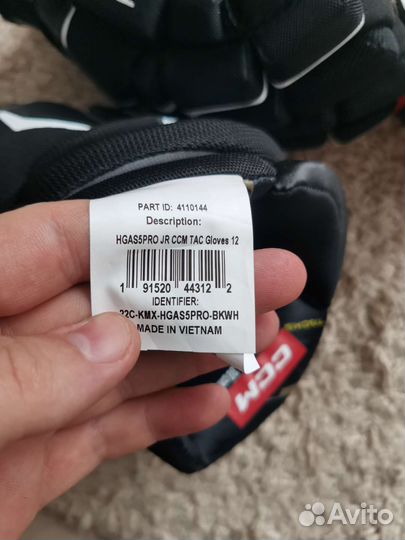 PART ID: 4110144
Description:
HGAS5PRO JR CCM TAC Gloves 12
1 91520 44312 2
IDENTIFIER:
22C-KMX-HGAS5PRO-BKWH
MADE IN VIETNAM
CCM
Avito